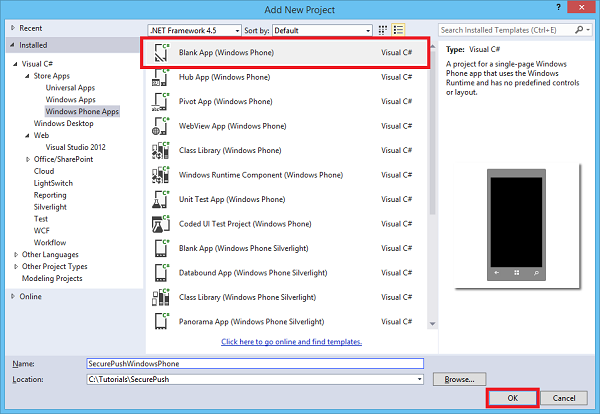 Add New Project
? ×
Recent
.NET Framework 4.5 Sort by: Default
Search Installed Templates (Ctrl+E)
Installed
Visual C#
Store Apps
Universal Apps
Windows Apps
Windows Phone Apps
Windows Desktop
Web
Visual Studio 2012
Office/SharePoint
Cloud
LightSwitch
Reporting
Silverlight
Test
WCF
Workflow
Other Languages
Other Project Types
Modeling Projects
Online
Blank App (Windows Phone) Visual C#
Hub App (Windows Phone) Visual C#
Pivot App (Windows Phone) Visual C#
WebView App (Windows Phone) Visual C#
Class Library (Windows Phone) Visual C#
Windows Runtime Component (Windows Phone) Visual C#
Unit Test App (Windows Phone) Visual C#
Coded UI Test Project (Windows Phone) Visual C#
Blank App (Windows Phone Silverlight) Visual C#
Databound App (Windows Phone Silverlight) Visual C#
Class Library (Windows Phone Silverlight) Visual C#
Panorama App (Windows Phone Silverlight) Visual C#
Click here to go online and find templates.
Type: Visual C#
A project for a single-page Windows
Phone app that uses the Windows
Runtime and has no predefined controls
or layout.
Name: SecurePushWindowsPhone
Location: C:\Tutorials\SecurePush
Browse...
OK Cancel